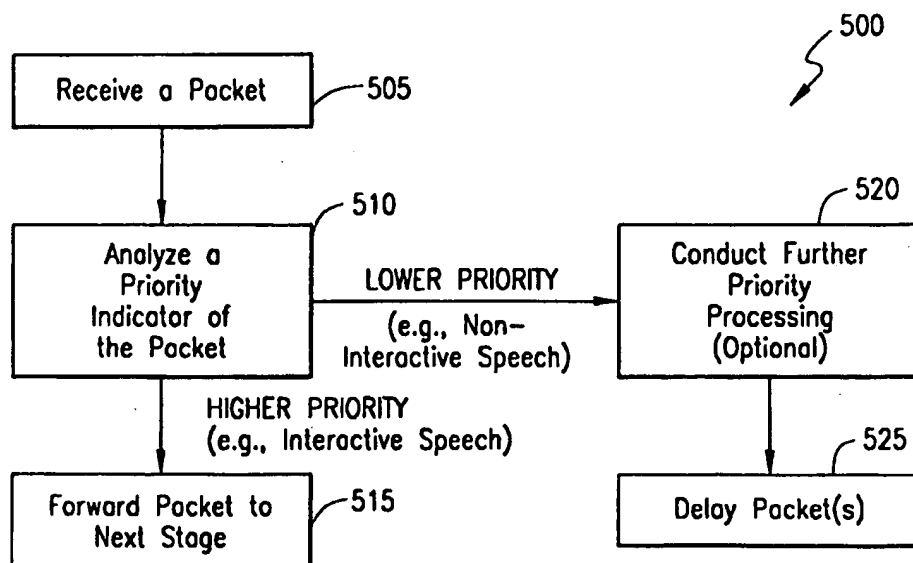 500
Receive a Packet
505
510
Analyze a
Priority
Indicator of
the Packet
LOWER PRIORITY
(e.g., Non-
Interactive Speech)
520
Conduct Further
Priority
Processing
(Optional)
HIGHER PRIORITY
(e.g., Interactive Speech)
Forward Packet to
Next Stage
515
525
Delay Packet(s)